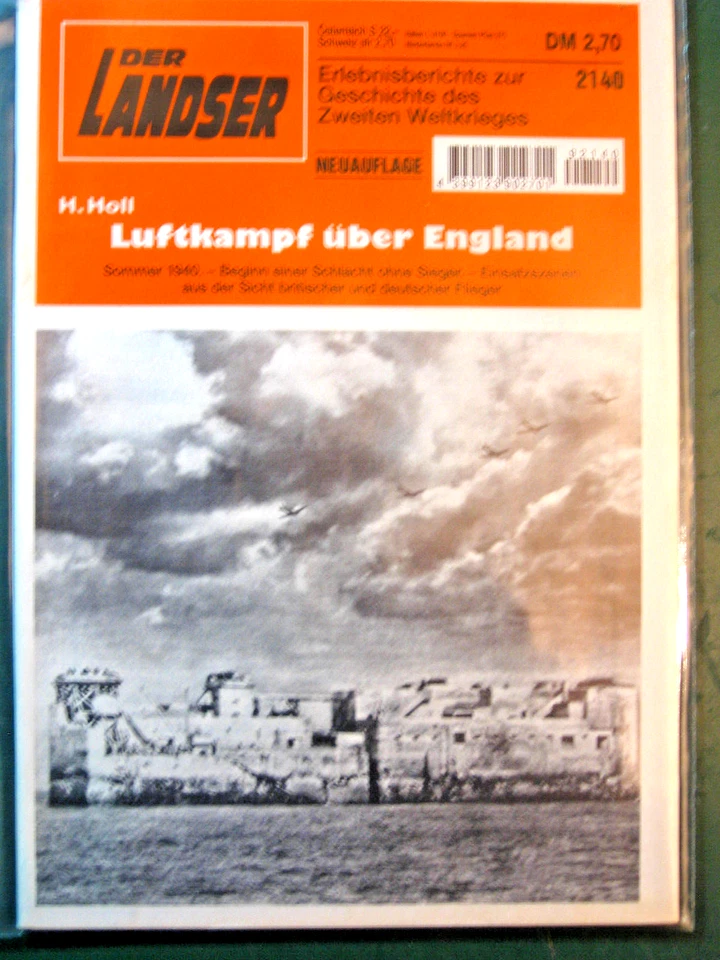 DER
LANDSER
DM 2,70
Erlebnisberichte zur
Geschichte des
Zweiten Weltkrieges
2140
NEUAUFLAGE
H. Holl
Luftkampf über England
Sommer 1940 – Beginn einer Schlacht ohne Sieger – Einsatzszenen
aus der Sicht britischer und deutscher Flieger